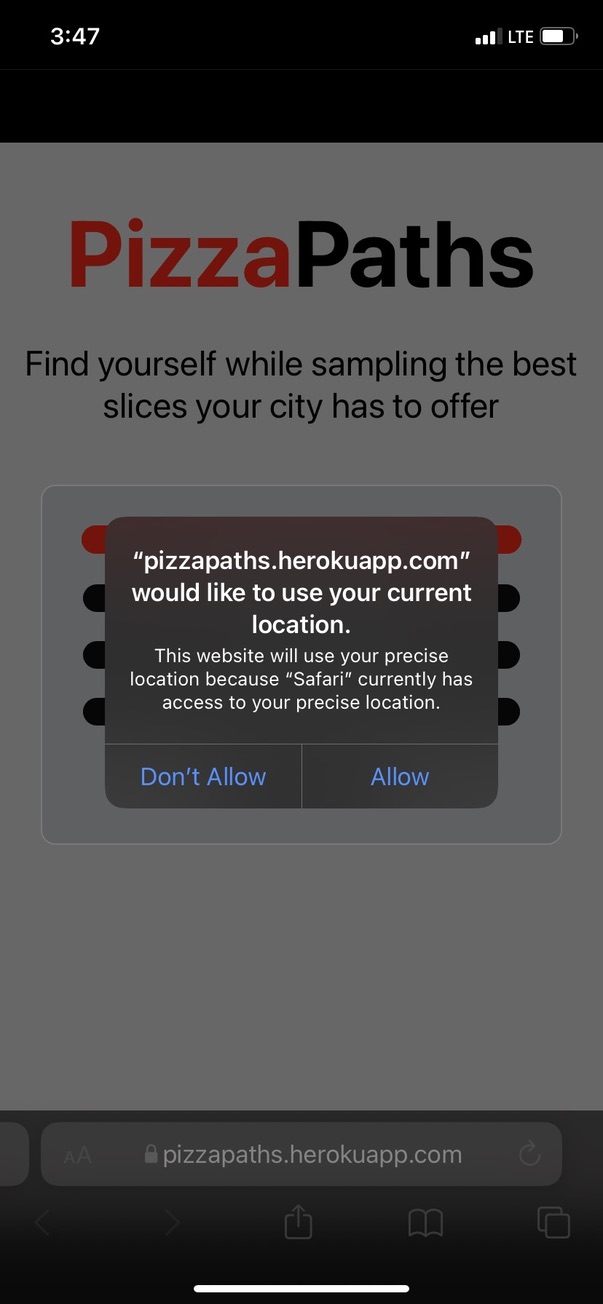 3:47
LTE
PizzaPaths
Find yourself while sampling the best
slices your city has to offer
“pizzapaths.herokuapp.com”
would like to use your current
location.
This website will use your precise
location because “Safari” currently has
access to your precise location.
Don’t Allow
Allow
AA
pizzapaths.herokuapp.com